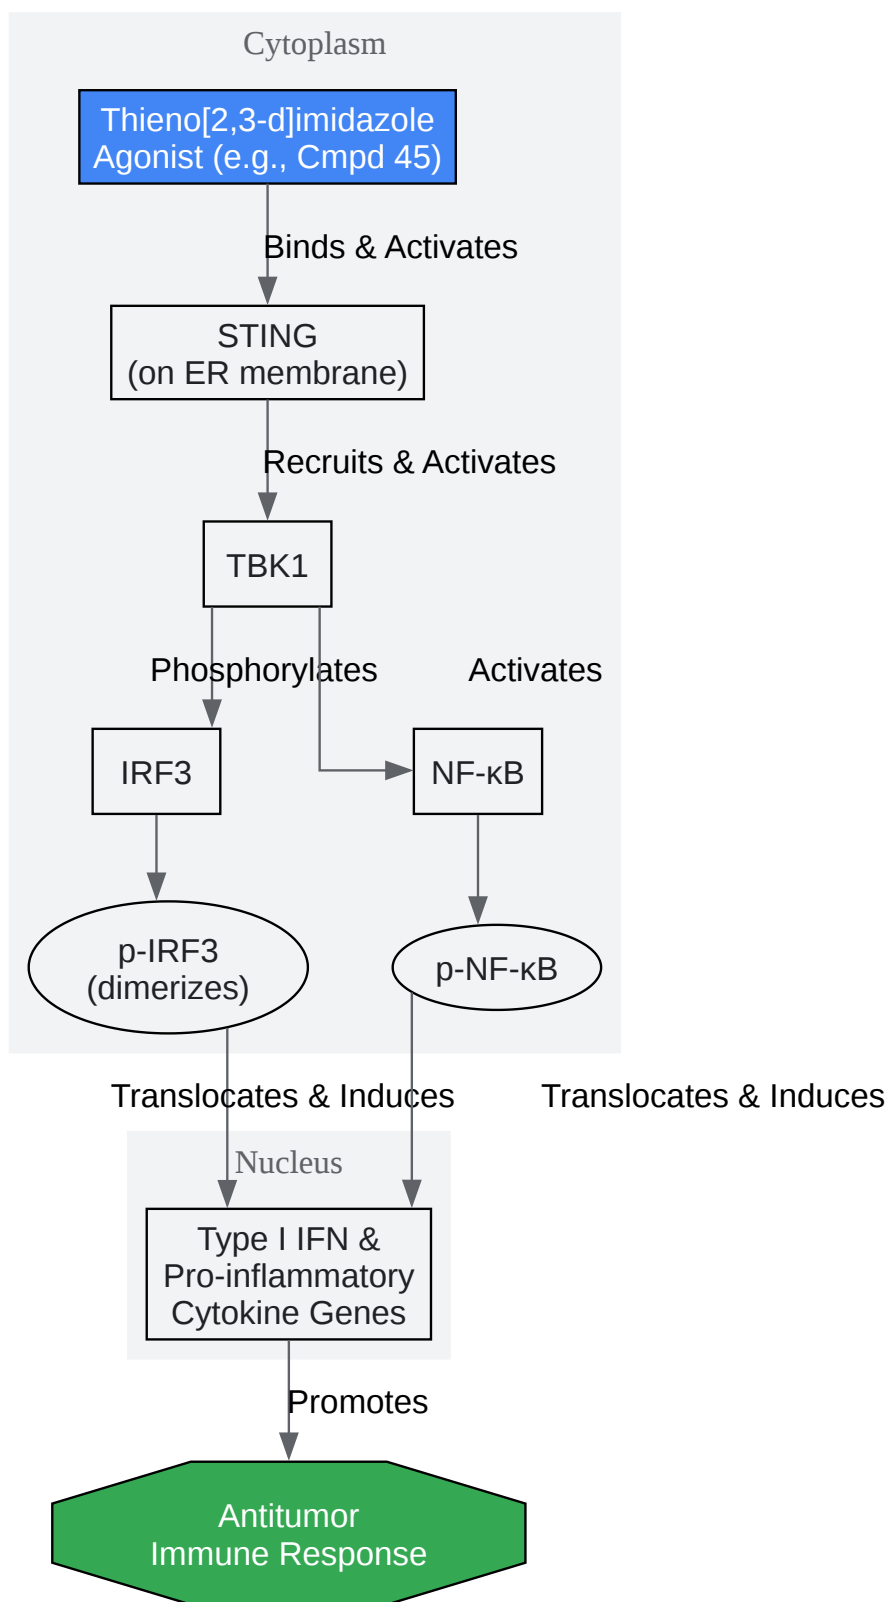 Cytoplasm
Thieno[2,3-d]imidazole
Agonist (e.g., Cmpd 45)
Binds & Activates
STING
(on ER membrane)
Recruits & Activates
TBK1
Phosphorylates
Activates
IRF3
NF-κB
p-IRF3
(dimerizes)
p-NF-κB
Translocates & Induces
Translocates & Induces
Nucleus
Type I IFN &
Pro-inflammatory
Cytokine Genes
Promotes
Antitumor
Immune Response